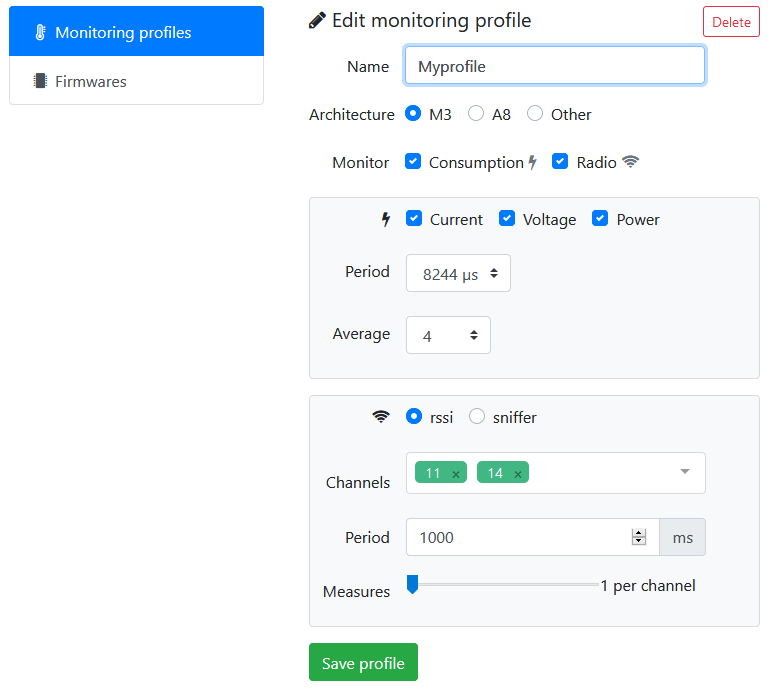 Monitoring profiles
Firmwares
Edit monitoring profile
Delete
Name Myprofile
Architecture M3 A8 Other
Monitor Consumption Radio
Current Voltage Power
Period 8244 µs
Average 4
rssi sniffer
Channels 11 × 14 ×
Period 1000 ms
Measures 1 per channel
Save profile